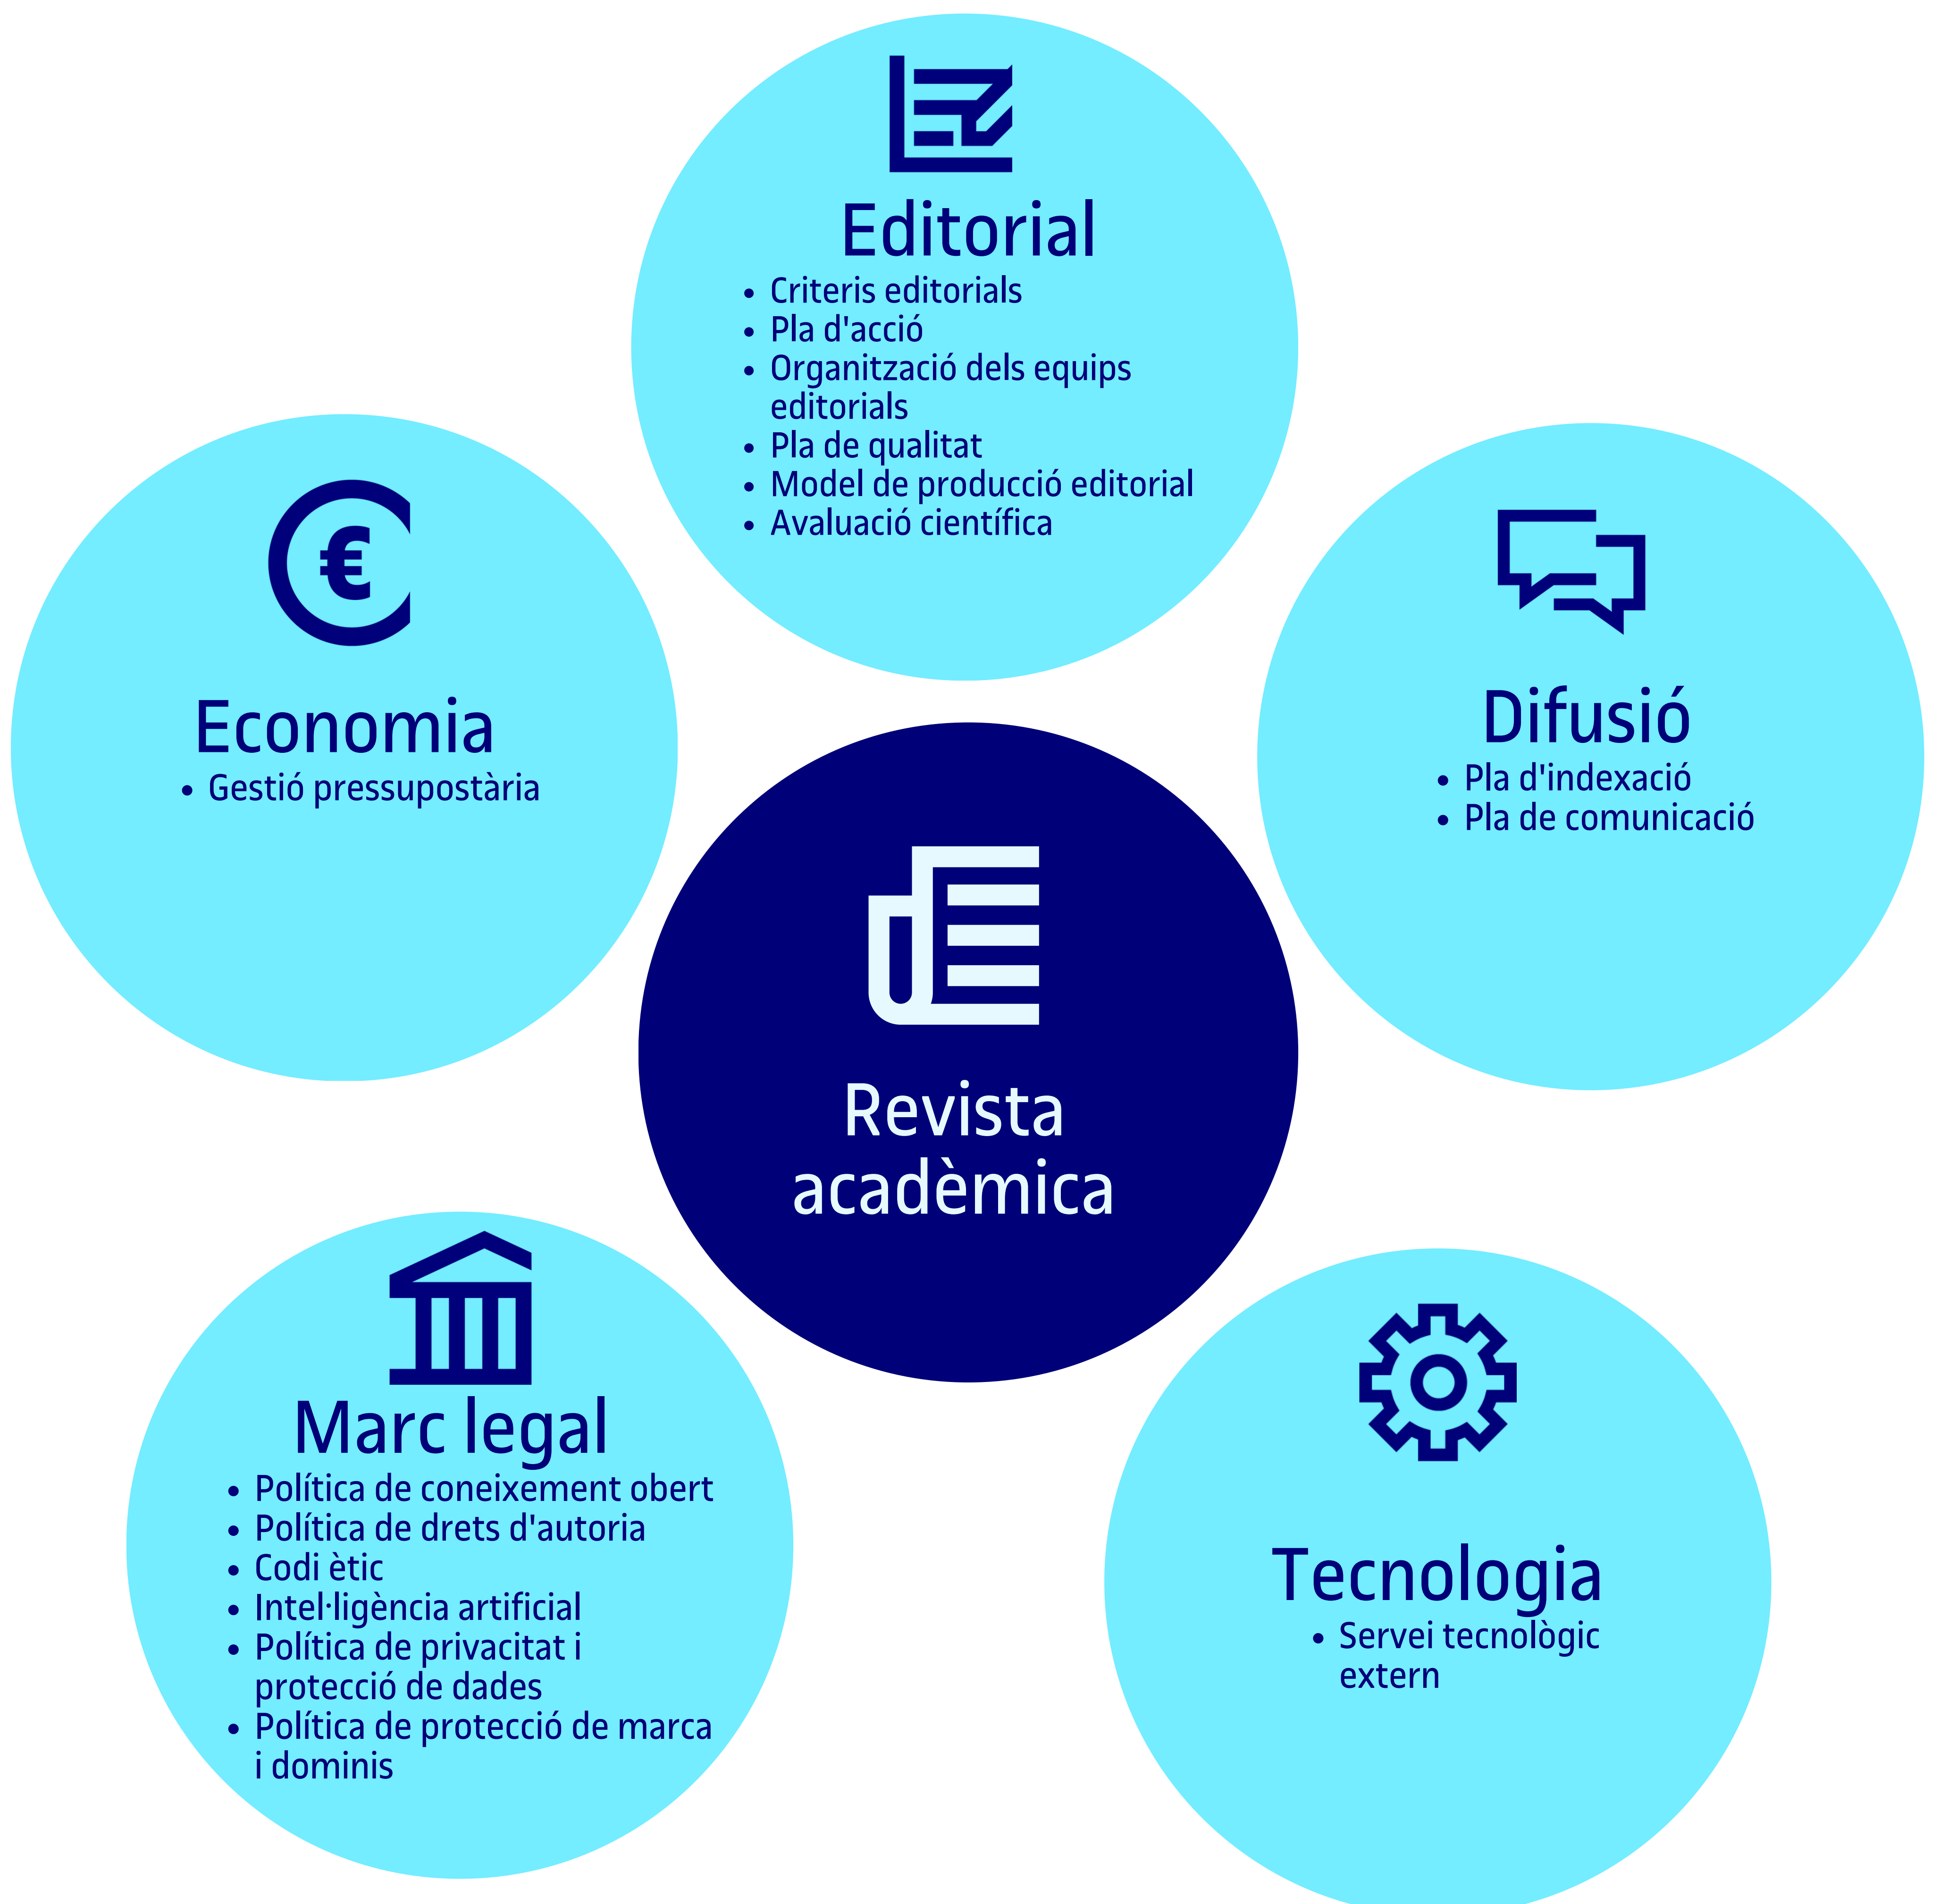 Editorial
• Criteris editorials
• Pla d'acció
• Organització dels equips
editorials
• Pla de qualitat
• Model de producció editorial
• Avaluació científica
€
Economia
• Gestió pressupostària
Difusió
• Pla d'indexació
• Pla de comunicació
Revista
acadèmica
Marc legal
• Política de coneixement obert
• Política de drets d'autoria
• Codi ètic
• Intel·ligència artificial
• Política de privacitat i
protecció de dades
• Política de protecció de marca
i dominis
Tecnologia
• Servei tecnològic
extern